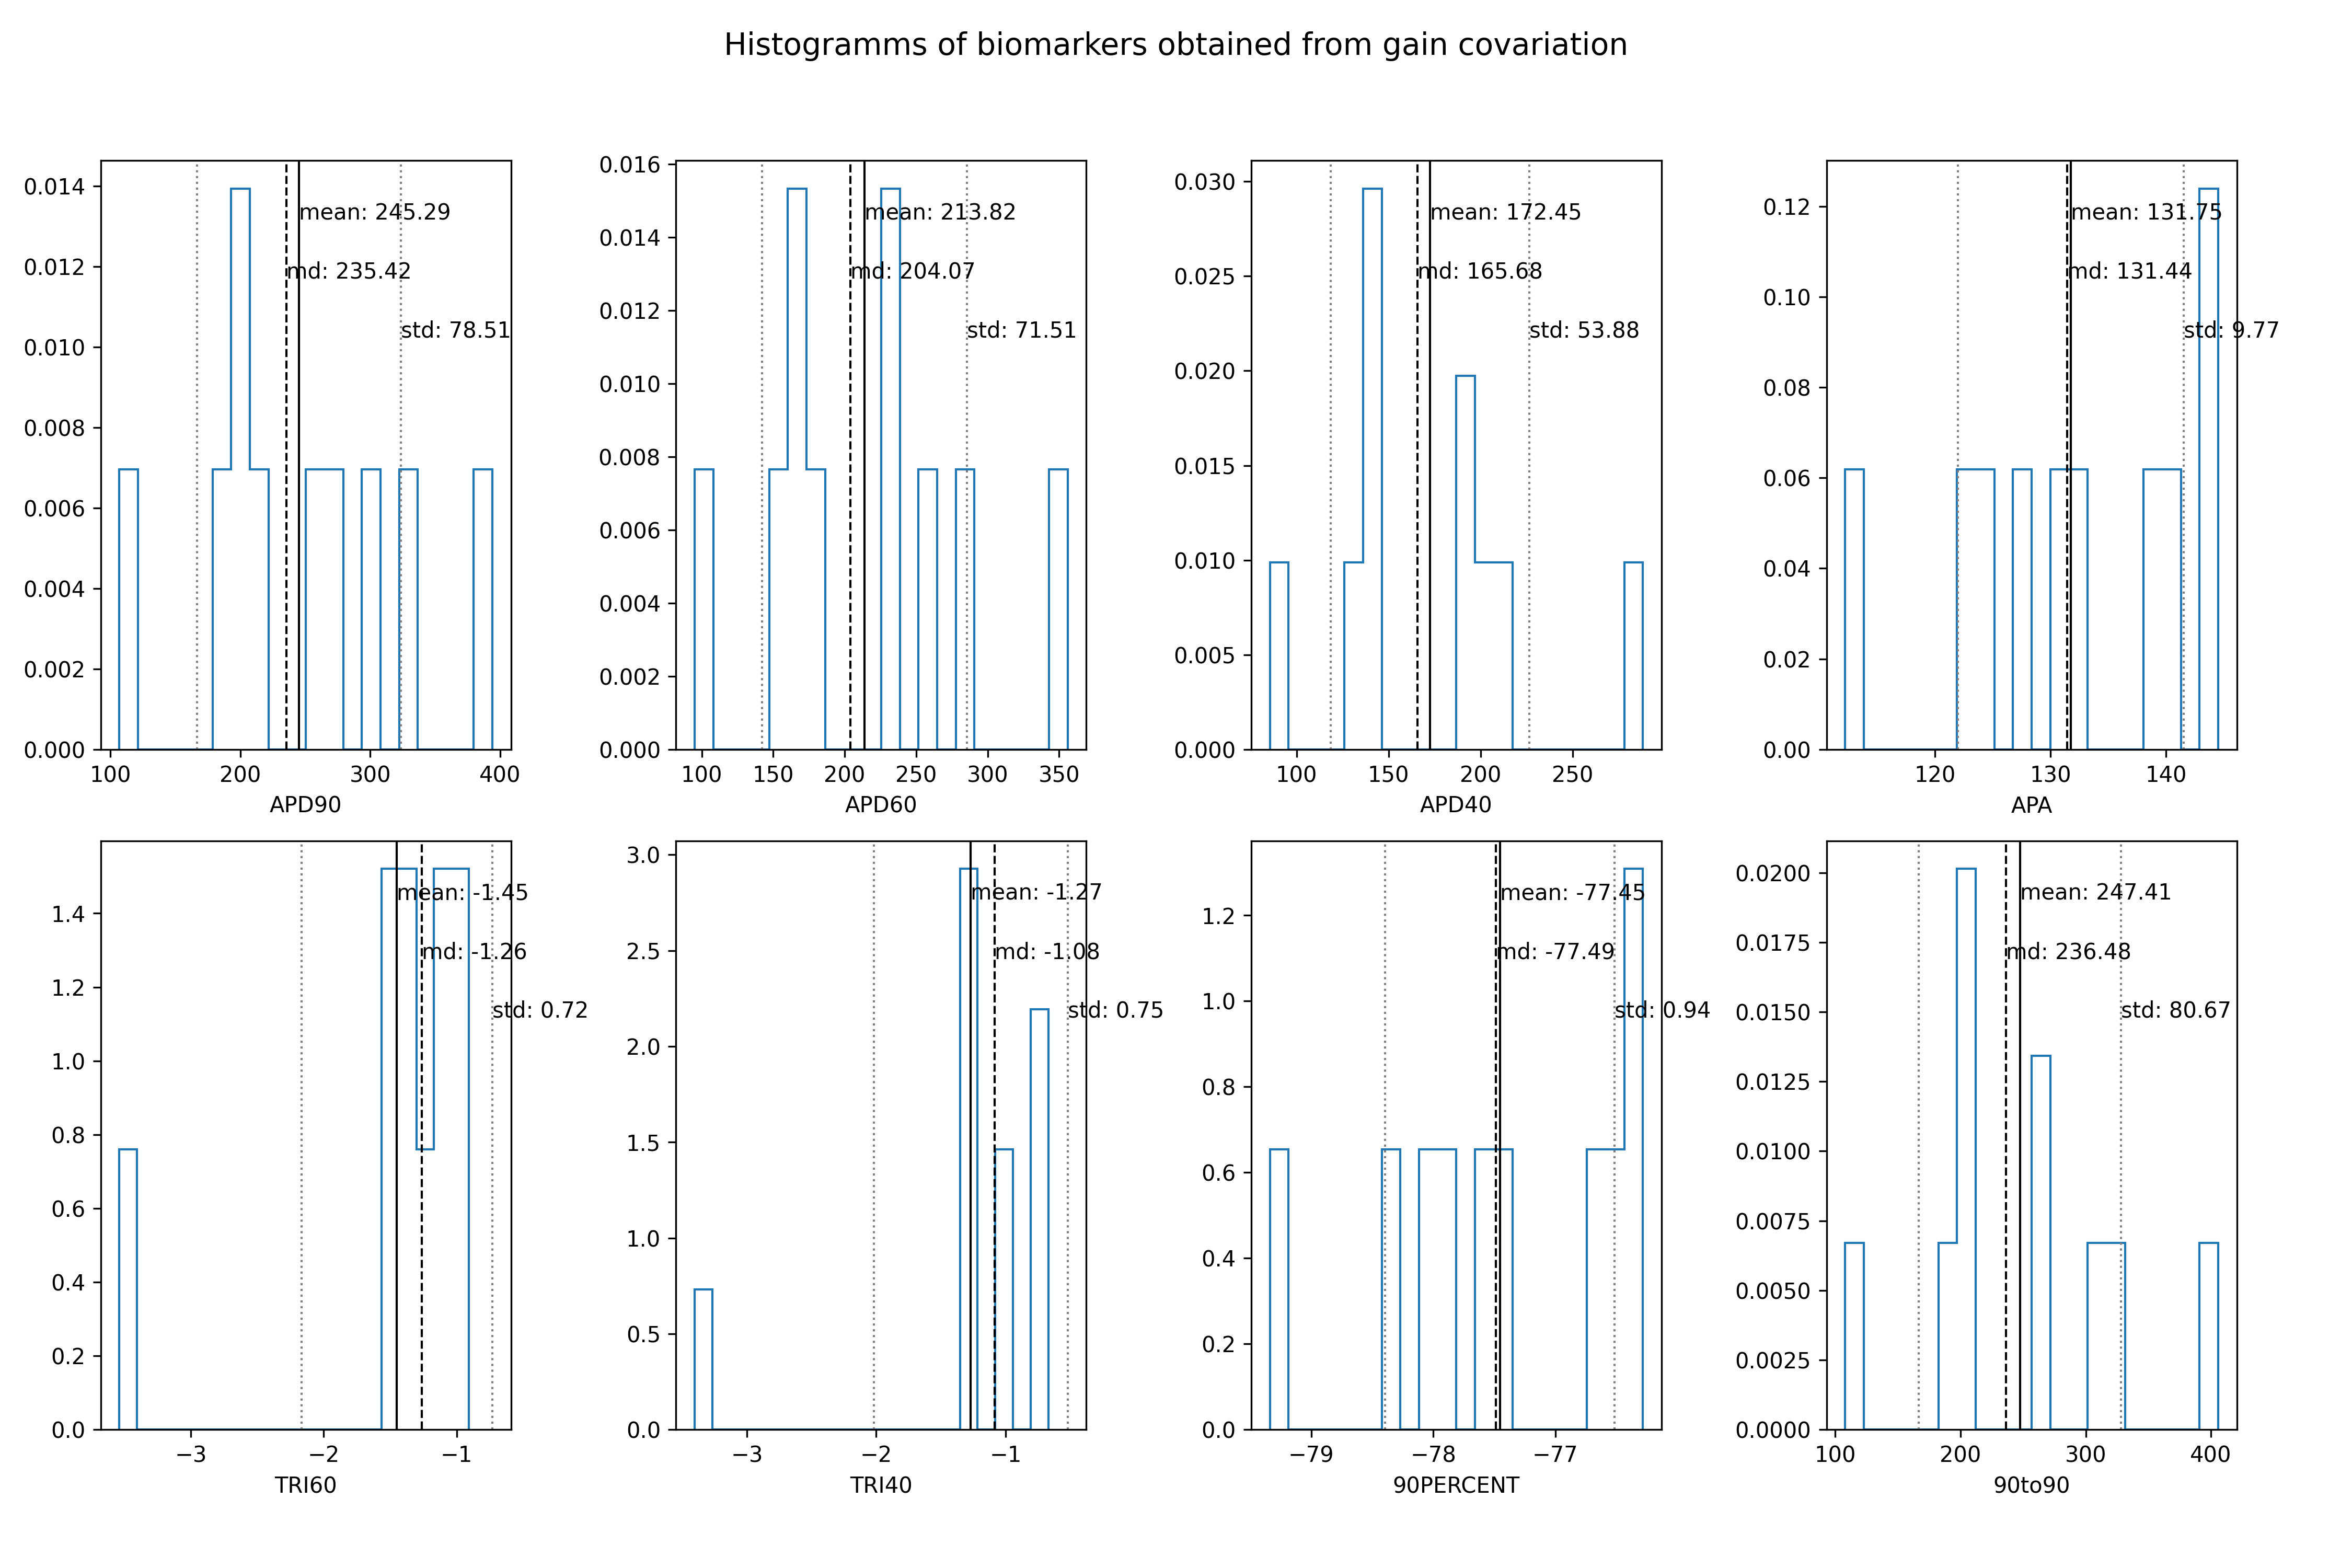 Histogramms of biomarkers obtained from gain covariation
0.014
0.012
0.010
0.008
0.006
0.004
0.002
0.000
mean: 245.29
md: 235.42
std: 78.51
100 200 300 400
APD90
0.016
0.014
0.012
0.010
0.008
0.006
0.004
0.002
0.000
mean: 213.82
md: 204.07
std: 71.51
100 150 200 250 300 350
APD60
0.030
0.025
0.020
0.015
0.010
0.005
0.000
mean: 172.45
md: 165.68
std: 53.88
100 150 200 250
APD40
0.12
0.10
0.08
0.06
0.04
0.02
0.00
mean: 131.75
md: 131.44
std: 9.77
120 130 140
APA
1.4
1.2
1.0
0.8
0.6
0.4
0.2
0.0
mean: -1.45
md: -1.26
std: 0.72
−3 −2 −1
TRI60
3.0
2.5
2.0
1.5
1.0
0.5
0.0
mean: -1.27
md: -1.08
std: 0.75
−3 −2 −1
TRI40
1.2
1.0
0.8
0.6
0.4
0.2
0.0
mean: -77.45
md: -77.49
std: 0.94
−79 −78 −77
90PERCENT
0.0200
0.0175
0.0150
0.0125
0.0100
0.0075
0.0050
0.0025
0.0000
mean: 247.41
md: 236.48
std: 80.67
100 200 300 400
90to90